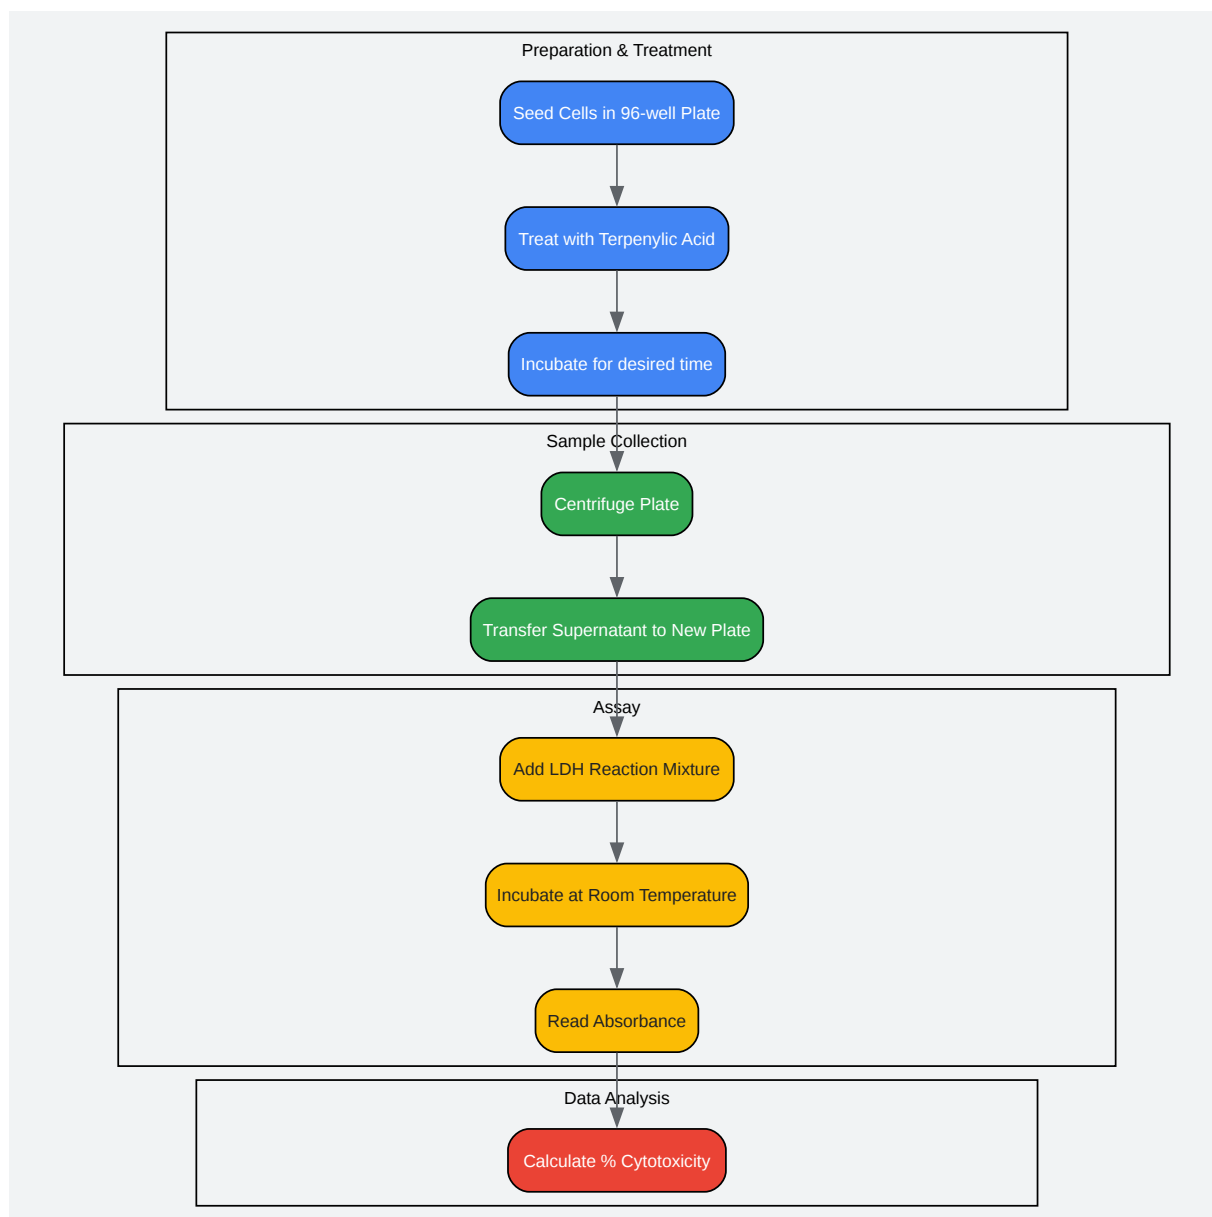 Preparation & Treatment
Seed Cells in 96-well Plate
Treat with Terpenylic Acid
Incubate for desired time
Sample Collection
Centrifuge Plate
Transfer Supernatant to New Plate
Assay
Add LDH Reaction Mixture
Incubate at Room Temperature
Read Absorbance
Data Analysis
Calculate % Cytotoxicity